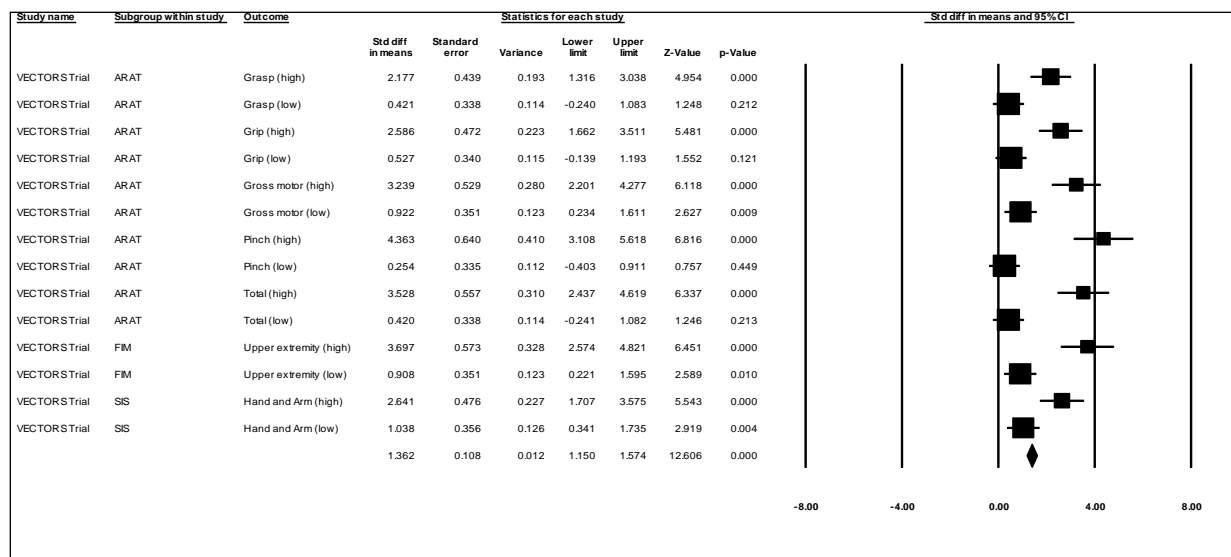 Study name Subgroup within study Outcome Statistics for each study Std diff in means and 95% CI
Std diff in means Standard error Variance Lower limit Upper limit Z-Value p-Value
VECTORS Trial ARAT Grasp (high) 2.177 0.439 0.193 1.316 3.038 4.954 0.000
VECTORS Trial ARAT Grasp (low) 0.421 0.338 0.114 -0.240 1.083 1.248 0.212
VECTORS Trial ARAT Grip (high) 2.586 0.472 0.223 1.662 3.511 5.481 0.000
VECTORS Trial ARAT Grip (low) 0.527 0.340 0.115 -0.139 1.193 1.552 0.121
VECTORS Trial ARAT Gross motor (high) 3.239 0.529 0.280 2.201 4.277 6.118 0.000
VECTORS Trial ARAT Gross motor (low) 0.922 0.351 0.123 0.234 1.611 2.627 0.009
VECTORS Trial ARAT Pinch (high) 4.363 0.640 0.410 3.108 5.618 6.816 0.000
VECTORS Trial ARAT Pinch (low) 0.254 0.335 0.112 -0.403 0.911 0.757 0.449
VECTORS Trial ARAT Total (high) 3.528 0.557 0.310 2.437 4.619 6.337 0.000
VECTORS Trial ARAT Total (low) 0.420 0.338 0.114 -0.241 1.082 1.246 0.213
VECTORS Trial FIM Upper extremity (high) 3.697 0.573 0.328 2.574 4.821 6.451 0.000
VECTORS Trial FIM Upper extremity (low) 0.908 0.351 0.123 0.221 1.595 2.589 0.010
VECTORS Trial SIS Hand and Arm (high) 2.641 0.476 0.227 1.707 3.575 5.543 0.000
VECTORS Trial SIS Hand and Arm (low) 1.038 0.356 0.126 0.341 1.735 2.919 0.004
1.362 0.108 0.012 1.150 1.574 12.606 0.000
-8.00 -4.00 0.00 4.00 8.00